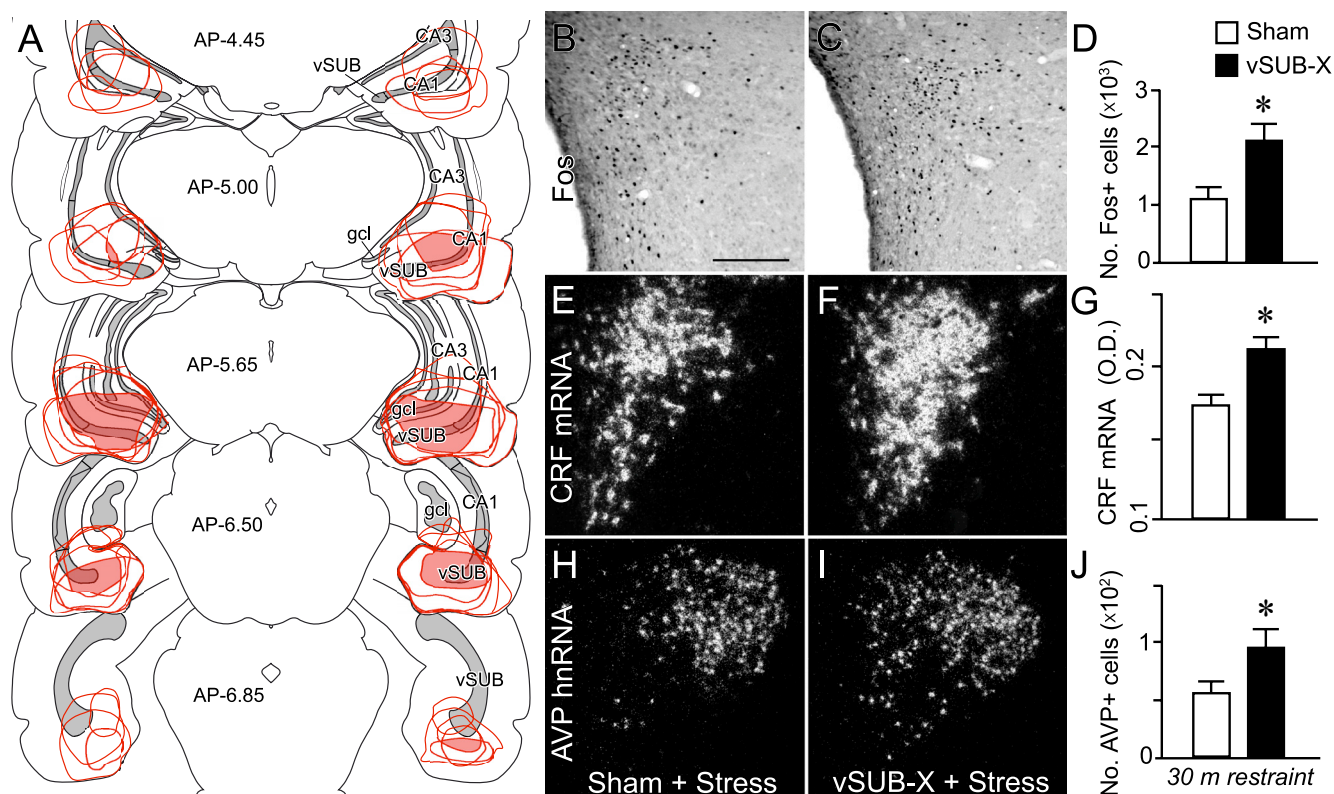 A
AP-4.45
CA3
vSUB
CA1
AP-5.00
CA3
gcl
CA1
vSUB
AP-5.65
CA3
CA1
gcl
vSUB
AP-6.50
CA1
gcl
vSUB
AP-6.85
vSUB
B
C
Fos
D
Sham
vSUB-X
No. Fos+ cells (x10³)
3
2
1
0
*
E
F
CRF mRNA
G
CRF mRNA (O.D.)
0.2
0.1
*
H
I
AVP hnRNA
Sham + Stress
vSUB-X + Stress
J
No. AVP+ cells (x10²)
1
0
*
30 m restraint